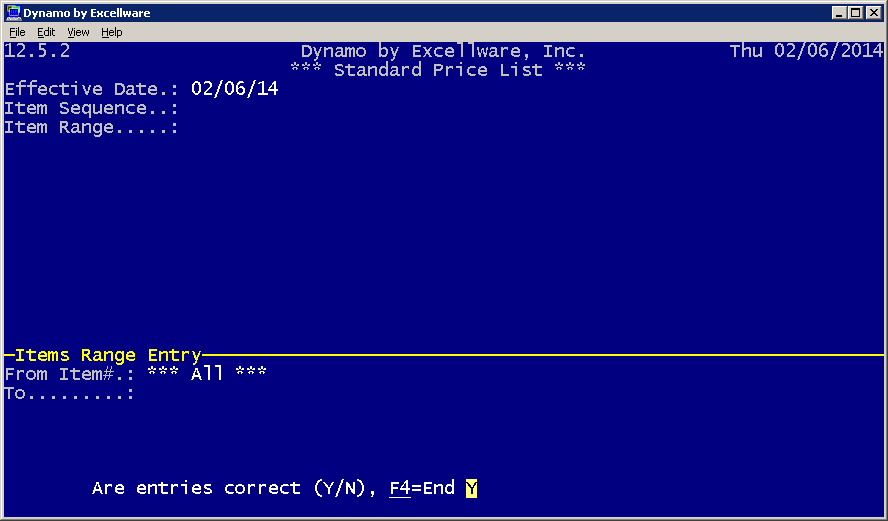 Dynamo by Excellware
File Edit View Help
12.5.2 Dynamo by Excellware, Inc. Thu 02/06/2014
*** Standard Price List ***
Effective Date.: 02/06/14
Item Sequence..:
Item Range.....:
Items Range Entry
From Item#.: *** All ***
To.........:
Are entries correct (Y/N), F4=End Y